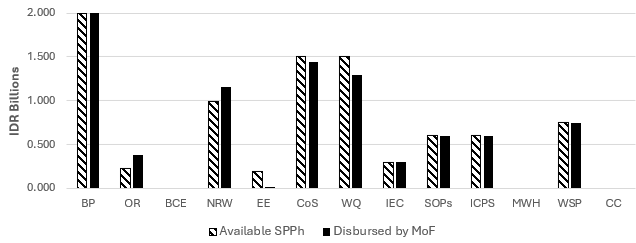 IDR Billions
2.000
1.500
1.000
0.500
0.000
BP OR BCE NRW EE CoS WQ IEC SOPs ICPS MWH WSP CC
Available SPPh Disbursed by MoF